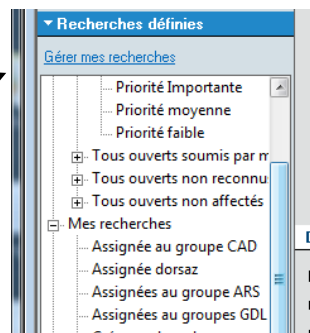 Recherches définies
Gérer mes recherches
Priorité Importante
Priorité moyenne
Priorité faible
Tous ouverts soumis par
Tous ouverts non reconnu
Tous ouverts non affectés
Mes recherches
Assignée au groupe CAD
Assignée dorsaz
Assignées au groupe ARS
Assignées au groupes GDL